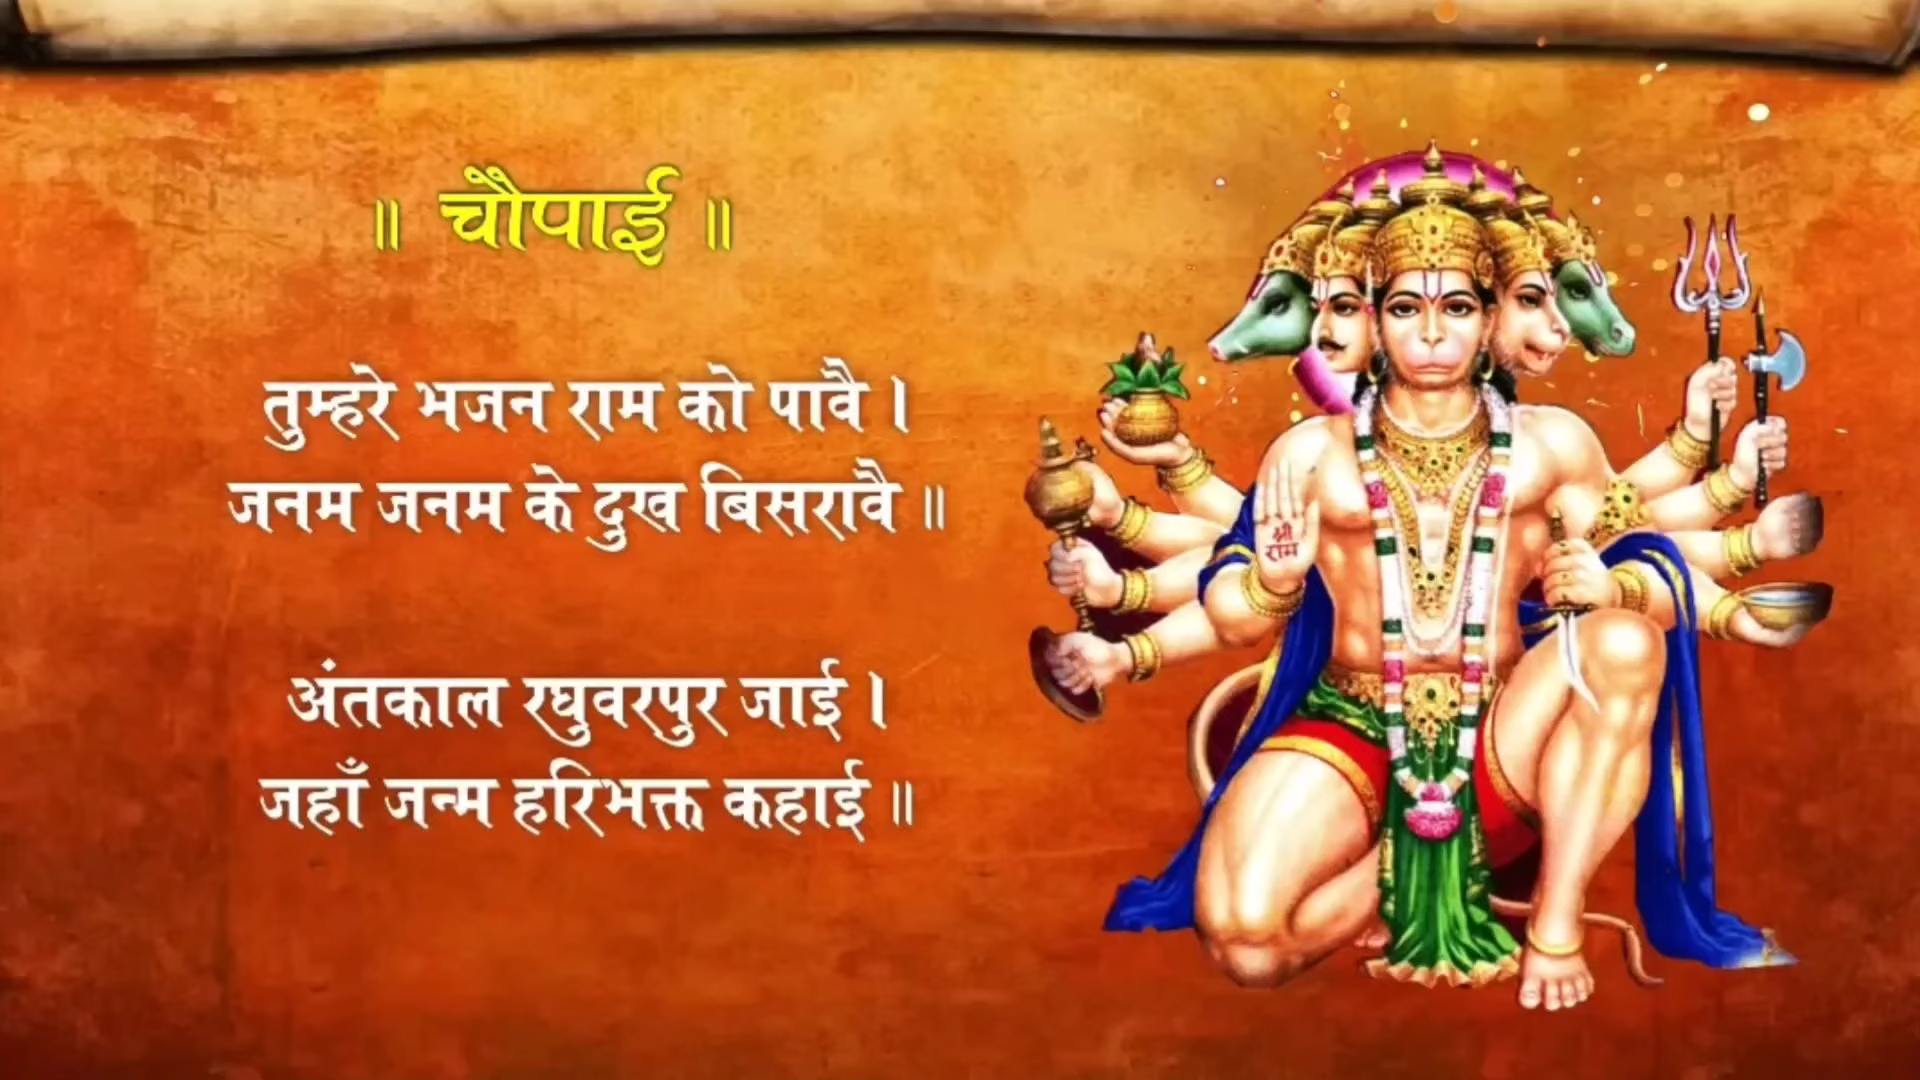 ॥ चौपाई ॥
तुम्हरे भजन राम को पावै ।
जनम जनम के दुख बिसरावै ॥
अंतकाल रघुवरपुर जाई ।
जहाँ जन्म हरिभक्त कहाई ॥
श्री
राम